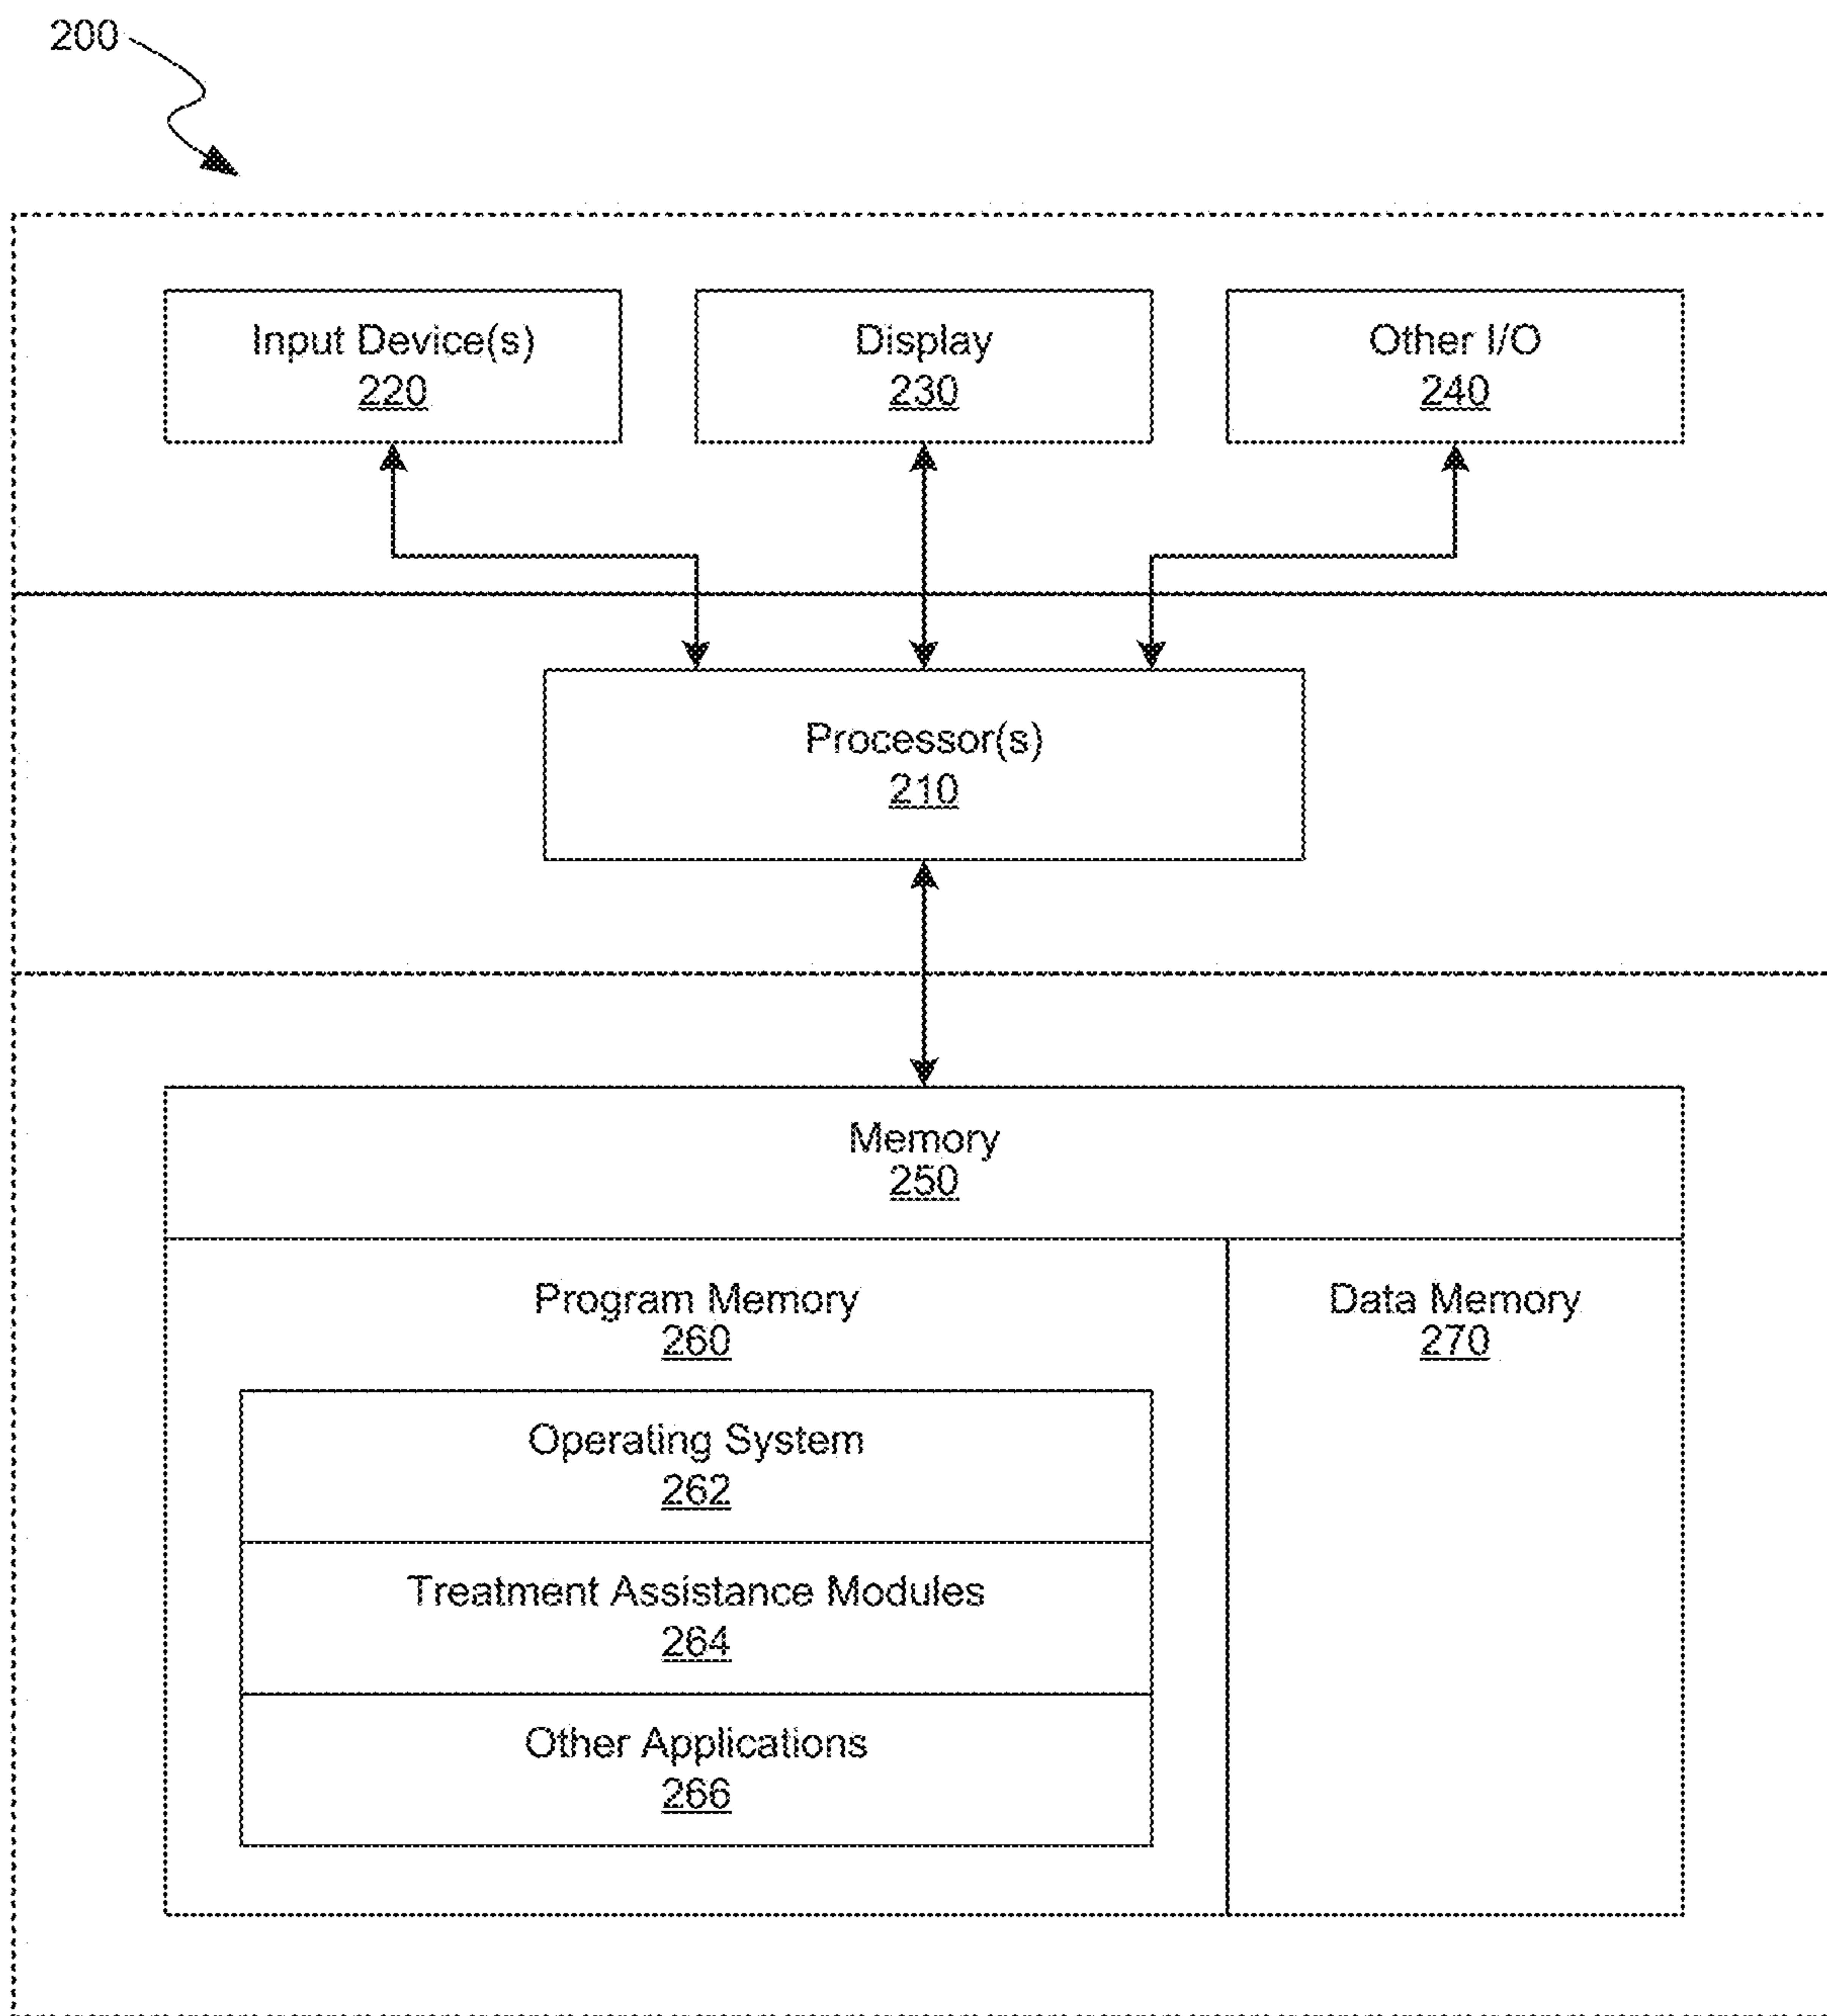 200
Input Device(s)
220
Display
230
Other I/O
240
Processor(s)
210
Memory
250
Program Memory
260
Data Memory
270
Operating System
262
Treatment Assistance Modules
264
Other Applications
266